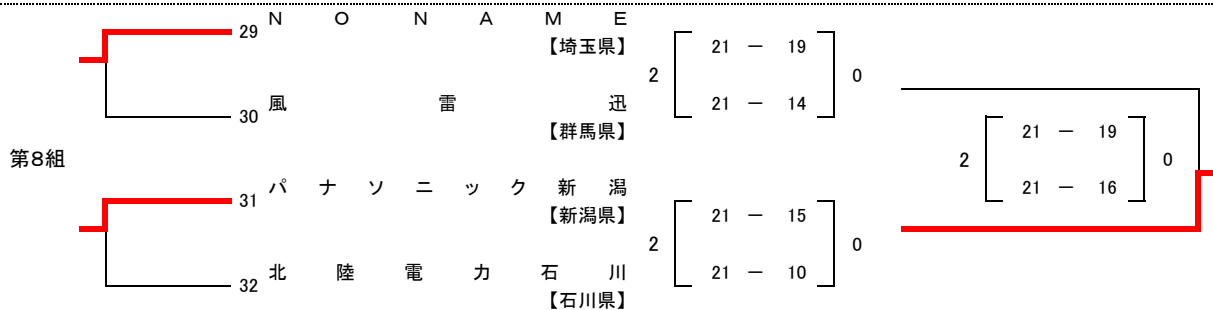 29 NO NAME
【埼玉県】
2 21 － 19 0
21 － 14
30 風雷迅
【群馬県】
第8組
2 21 － 19 0
21 － 16
31 パナソニック新潟
【新潟県】
2 21 － 15 0
21 － 10
32 北陸電力石川
【石川県】